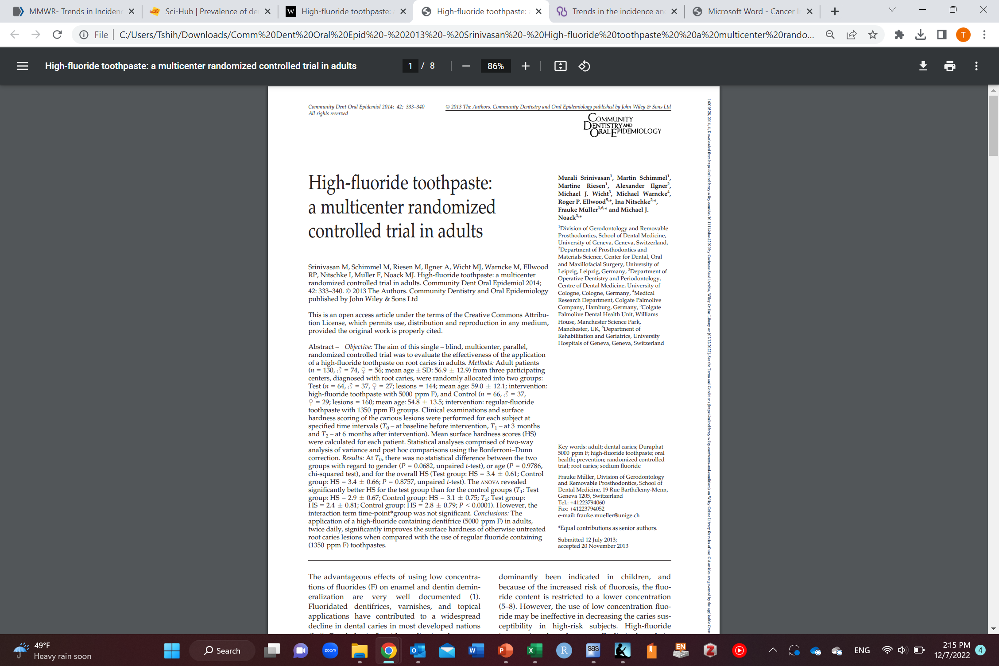 MMWR- Trends in Inciden
Sci-Hub | Prevalence of de
High-fluoride toothpaste: a
High-fluoride toothpaste: a
Trends in the incidence an
Microsoft Word - Cancer I
File
C:/Users/Tshih/Downloads/Comm%20Dent%20Oral%20Epid%20-%202013%20-%20Srinivasan%20-%20High-fluoride%20toothpaste%20%20a%20multicenter%20rando...
T
High-fluoride toothpaste: a multicenter randomized controlled trial in adults
1 / 8
86%
Community Dent Oral Epidemiol 2014; 42; 333–340
All rights reserved
© 2013 The Authors. Community Dentistry and Oral Epidemiology published by John Wiley & Sons Ltd
COMMUNITY
DENTISTRY AND
ORAL EPIDEMIOLOGY
High-fluoride toothpaste:
a multicenter randomized
controlled trial in adults
Murali Srinivasan1, Martin Schimmel1,
Martine Riesen1, Alexander Ilgner2,
Michael J. Wicht3, Michael Warncke4,
Roger P. Ellwood5,*, Ina Nitschke2,*,
Frauke Müller1,6,* and Michael J.
Noack3,*
1Division of Gerodontology and Removable
Prosthodontics, School of Dental Medicine,
University of Geneva, Geneva, Switzerland,
2Department of Prosthodontics and
Materials Science, Center for Dental, Oral
and Maxillofacial Surgery, University of
Leipzig, Leipzig, Germany, 3Department of
Operative Dentistry and Periodontology,
Centre of Dental Medicine, University of
Cologne, Cologne, Germany, 4Medical
Research Department, Colgate Palmolive
Company, Hamburg, Germany, 5Colgate
Palmolive Dental Health Unit, Williams
House, Manchester Science Park,
Manchester, UK, 6Department of
Rehabilitation and Geriatrics, University
Hospitals of Geneva, Geneva, Switzerland
Srinivasan M, Schimmel M, Riesen M, Ilgner A, Wicht MJ, Warncke M, Ellwood
RP, Nitschke I, Müller F, Noack MJ. High-fluoride toothpaste: a multicenter
randomized controlled trial in adults. Community Dent Oral Epidemiol 2014;
42: 333–340. © 2013 The Authors. Community Dentistry and Oral Epidemiology
published by John Wiley & Sons Ltd
This is an open access article under the terms of the Creative Commons Attribu-
tion License, which permits use, distribution and reproduction in any medium,
provided the original work is properly cited.
Abstract – Objective: The aim of this single – blind, multicenter, parallel,
randomized controlled trial was to evaluate the effectiveness of the application
of a high-fluoride toothpaste on root caries in adults. Methods: Adult patients
(n = 130, ♂ = 74, ♀ = 56; mean age ± SD: 56.9 ± 12.9) from three participating
centers, diagnosed with root caries, were randomly allocated into two groups:
Test (n = 64, ♂ = 37, ♀ = 27; lesions = 144; mean age: 59.0 ± 12.1; intervention:
high-fluoride toothpaste with 5000 ppm F), and Control (n = 66, ♂ = 37,
♀ = 29; lesions = 160; mean age: 54.8 ± 13.5; intervention: regular-fluoride
toothpaste with 1350 ppm F) groups. Clinical examinations and surface
hardness scoring of the carious lesions were performed for each subject at
specified time intervals (T0 – at baseline before intervention, T1 – at 3 months
and T2 – at 6 months after intervention). Mean surface hardness scores (HS)
were calculated for each patient. Statistical analyses comprised of two-way
analysis of variance and post hoc comparisons using the Bonferroni–Dunn
correction. Results: At T0, there was no statistical difference between the two
groups with regard to gender (P = 0.0682, unpaired t-test), or age (P = 0.9786,
chi-squared test), and for the overall HS (Test group: HS = 3.4 ± 0.61; Control
group: HS = 3.4 ± 0.66; P = 0.8757, unpaired t-test). The ANOVA revealed
significantly better HS for the test group than for the control groups (T1: Test
group: HS = 2.9 ± 0.67; Control group: HS = 3.1 ± 0.75; T2: Test group:
HS = 2.4 ± 0.81; Control group: HS = 2.8 ± 0.79; P < 0.0001). However, the
interaction term time-point*group was not significant. Conclusions: The
application of a high-fluoride containing dentifrice (5000 ppm F) in adults,
twice daily, significantly improves the surface hardness of otherwise untreated
root caries lesions when compared with the use of regular fluoride containing
(1350 ppm F) toothpastes.
Key words: adult; dental caries; Duraphat
5000 ppm F; high-fluoride toothpaste; oral
health; prevention; randomized controlled
trial; root caries; sodium fluoride
Frauke Müller, Division of Gerodontology
and Removable Prosthodontics, School of
Dental Medicine, 19 Rue Barthélemy-Menn,
Geneva 1205, Switzerland
Tel.: +41223794060
Fax: +41223794052
e-mail: frauke.mueller@unige.ch
*Equal contributions as senior authors.
Submitted 12 July 2013;
accepted 20 November 2013
The advantageous effects of using low concentra-
tions of fluorides (F) on enamel and dentin demin-
eralization are very well documented (1).
Fluoridated dentifrices, varnishes, and topical
applications have contributed to a widespread
decline in dental caries in most developed nations
dominantly been indicated in children, and
because of the increased risk of fluorosis, the fluo-
ride content is restricted to a lower concentration
(5–8). However, the use of low concentration fluo-
ride may be ineffective in decreasing the caries sus-
ceptibility in high-risk subjects. High-fluoride
16000528, 2014, 4, Downloaded from https://onlinelibrary.wiley.com/doi/10.1111/cdoe.12090 by Cochrane Saudi Arabia, Wiley Online Library on [07/12/2022]. See the Terms and Conditions (https://onlinelibrary.wiley.com/terms-and-conditions) on Wiley Online Library for rules of use; OA articles are governed by the applicable Creat
49°F
Heavy rain soon
Search
zoom
sas
EN
ENG
2:15 PM
12/7/2022
4